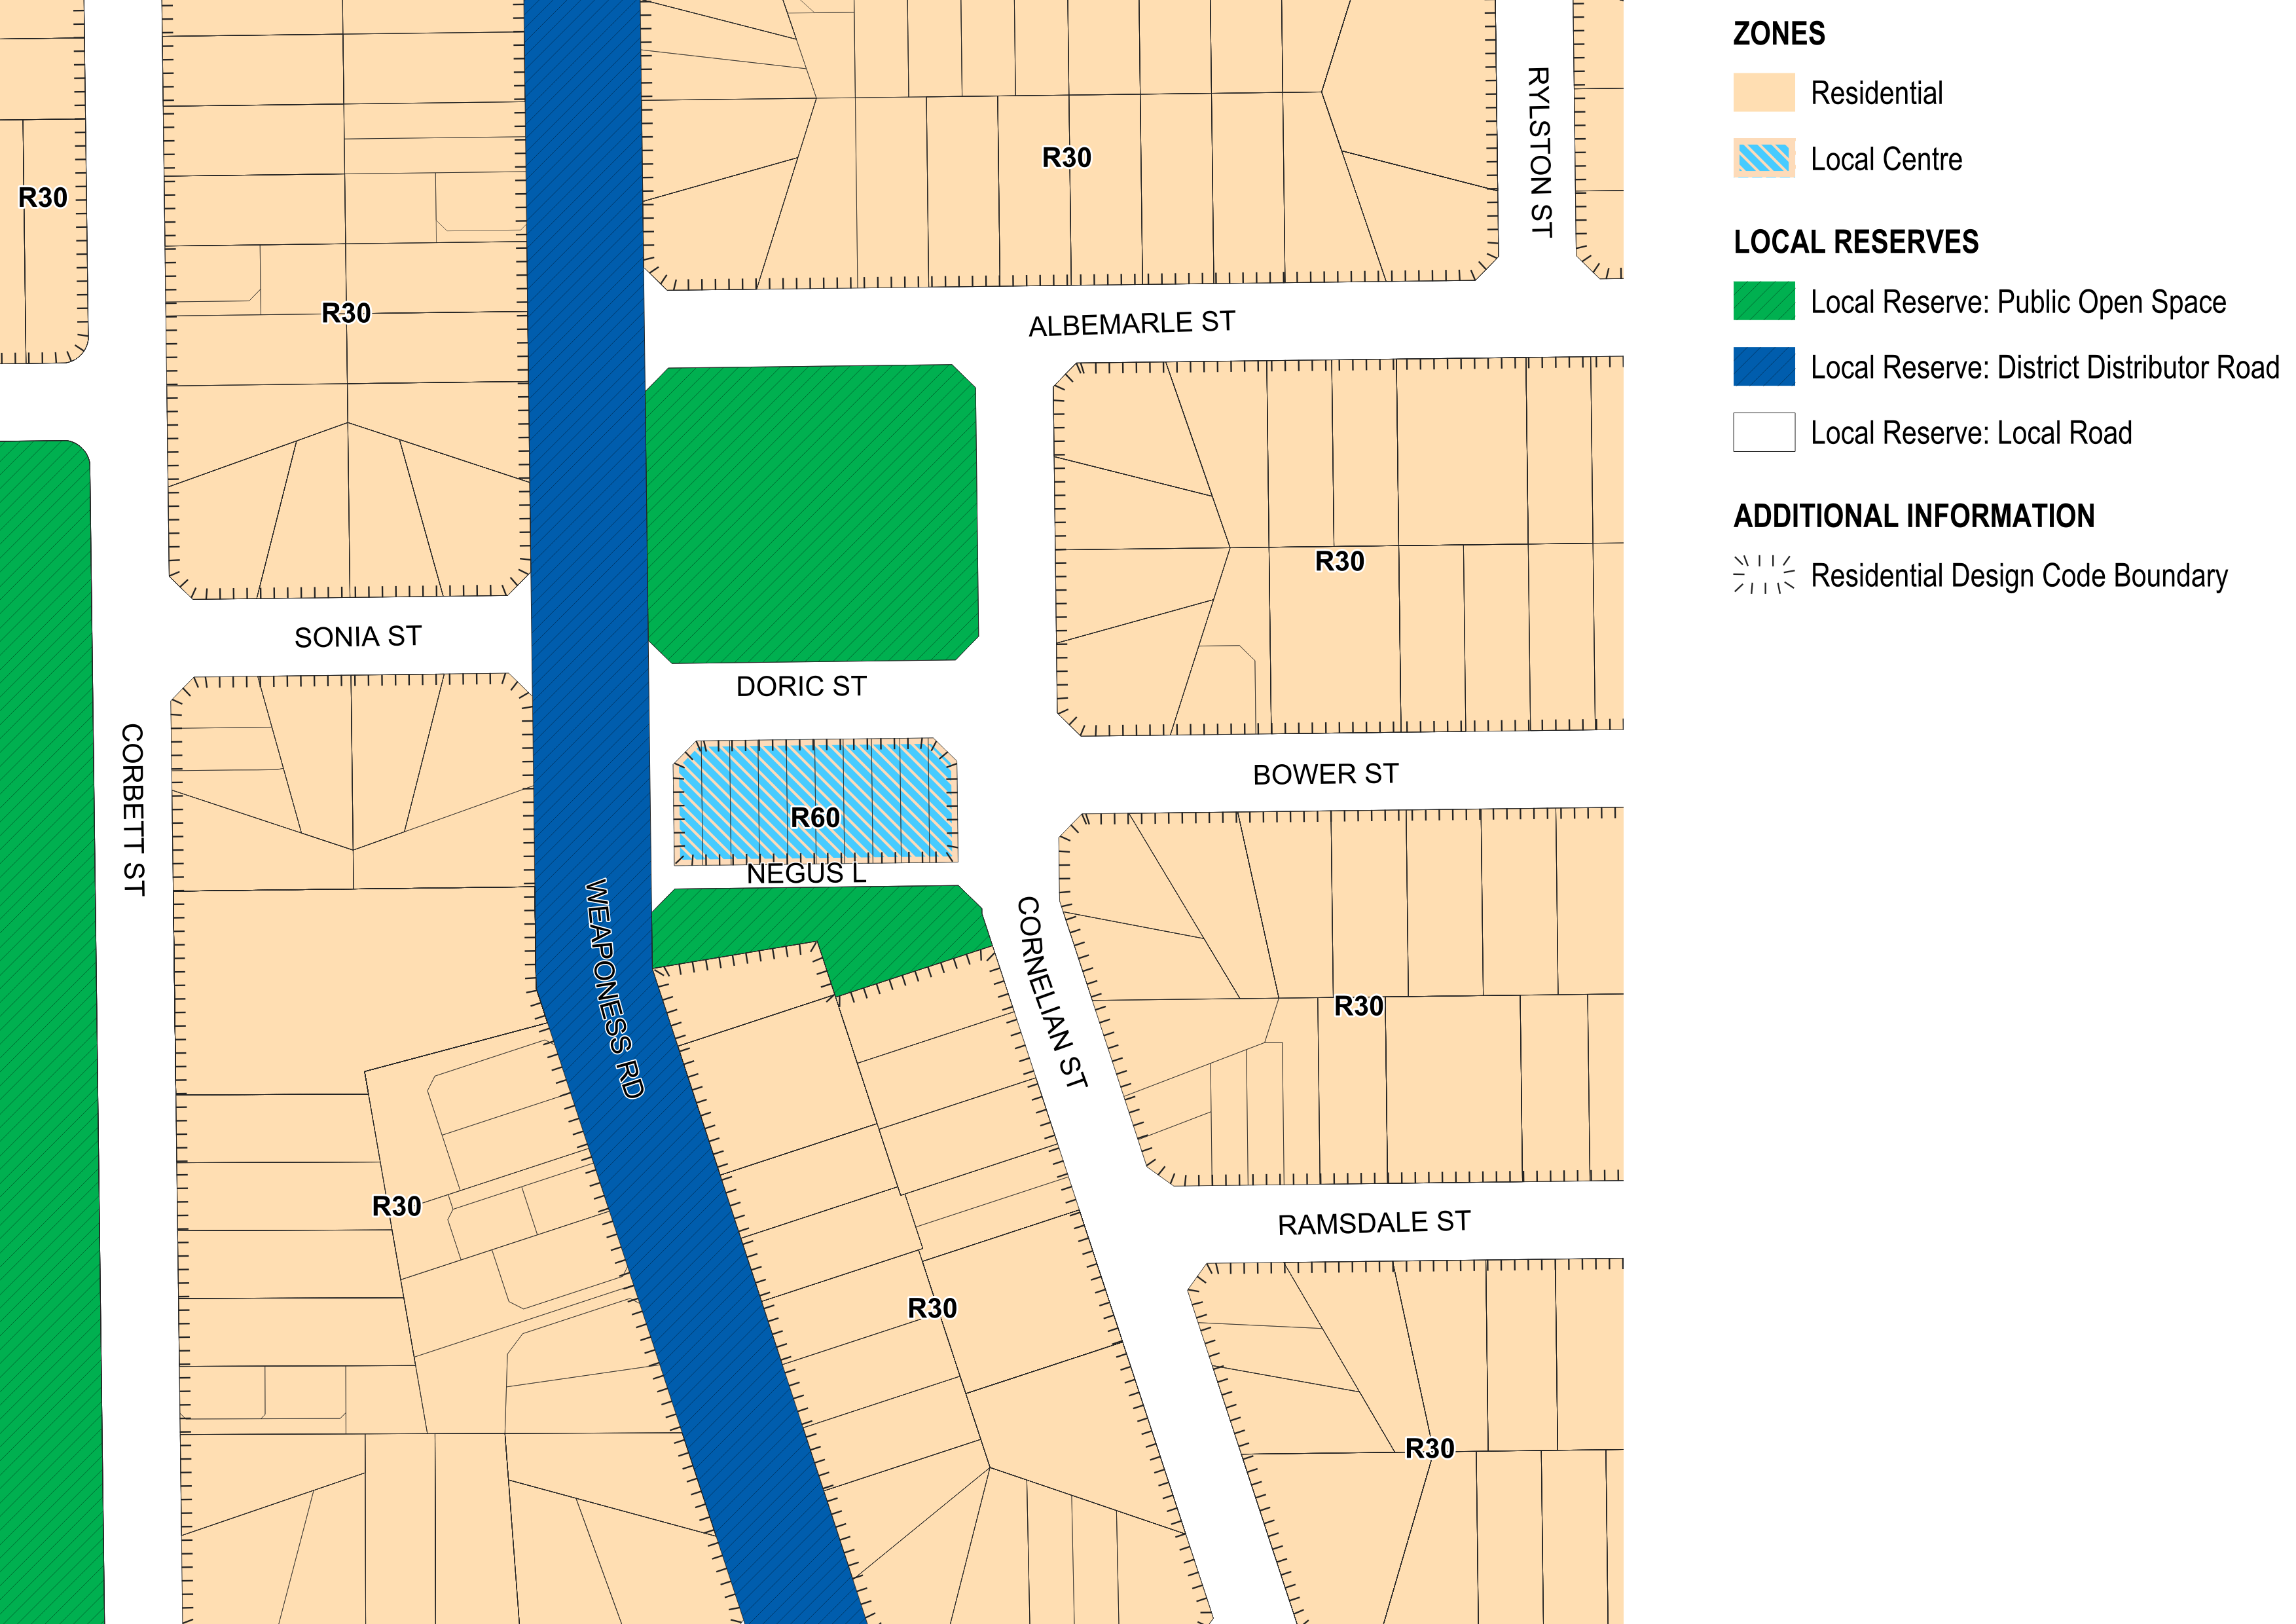 ZONES
Residential
Local Centre
LOCAL RESERVES
Local Reserve: Public Open Space
Local Reserve: District Distributor Road
Local Reserve: Local Road
ADDITIONAL INFORMATION
Residential Design Code Boundary
RYLSTON ST
R30
R30
R30
ALBEMARLE ST
R30
SONIA ST
DORIC ST
CORBETT ST
BOWER ST
R60
NEGUS L
WEAPONESS RD
CORNELIAN ST
R30
R30
RAMSDALE ST
R30
R30